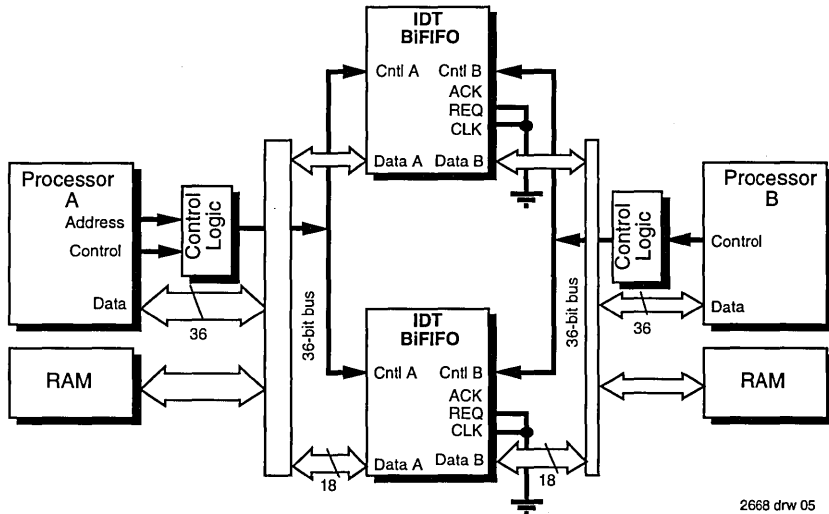 IDT
BiFIFO
Cntl A
Cntl B
ACK
REQ
CLK
Data A
Data B
Processor
A
Address
Control
Data
36
Control
Logic
RAM
36-bit bus
IDT
BiFIFO
Cntl A
Cntl B
ACK
REQ
CLK
Data A
Data B
18
18
36-bit bus
Control
Logic
Processor
B
Control
Data
36
RAM
2668 drw 05